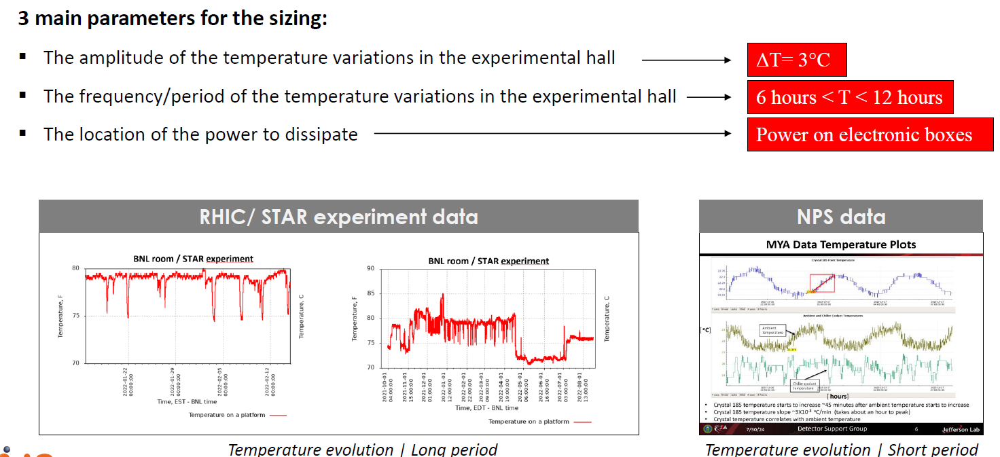 3 main parameters for the sizing:
▪ The amplitude of the temperature variations in the experimental hall
ΔT= 3°C
▪ The frequency/period of the temperature variations in the experimental hall
6 hours < T < 12 hours
▪ The location of the power to dissipate
Power on electronic boxes
RHIC/ STAR experiment data
BNL room / STAR experiment
80
75
70
Temperature, F
Temperature, C
2022-01-22
00:00:00
2022-01-29
00:00:00
2022-02-05
00:00:00
2022-02-12
00:00:00
Time, EST - BNL time
Temperature on a platform
BNL room / STAR experiment
90
85
80
75
70
Temperature, F
Temperature, C
2021-10-01
04:00:00
2021-11-01
15:00:00
2021-12-01
01:00:00
2022-01-01
12:00:00
2022-02-01
22:00:00
2022-03-01
09:00:00
2022-04-01
19:00:00
2022-05-01
06:00:00
2022-06-01
16:00:00
2022-07-01
03:00:00
2022-08-01
13:00:00
Time, EDT - BNL time
Temperature on a platform
Temperature evolution | Long period
NPS data
MYA Data Temperature Plots
Crystal 185 Front Temperature
Ambient and Chiller Coolant Temperatures
[°C]
Ambient
temperature
Chiller coolant
temperature
[hours]
• Crystal 185 temperature starts to increase ~45 minutes after ambient temperature starts to increase
• Crystal 185 temperature slope ~3X10⁻³ °C/min (takes about an hour to peak)
• Crystal temperature correlates with ambient temperature
7/30/24
Detector Support Group
6
Jefferson Lab
Temperature evolution | Short period